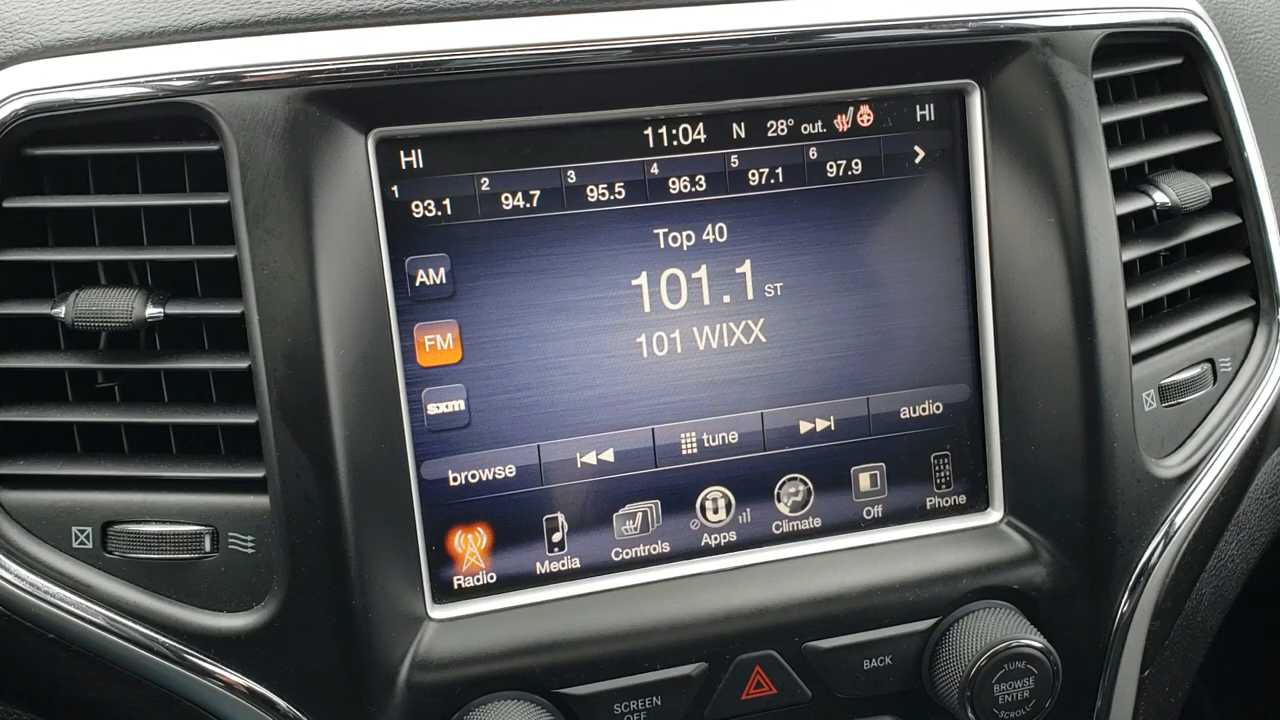 HI 11:04 N 28° out. HI
1 93.1 2 94.7 3 95.5 4 96.3 5 97.1 6 97.9
Top 40
AM
101.1 ST
FM
101 WIXX
sxm
browse tune audio
Radio Media Controls Apps Climate Off Phone
SCREEN
OFF
BACK
TUNE
BROWSE
ENTER
SCROLL